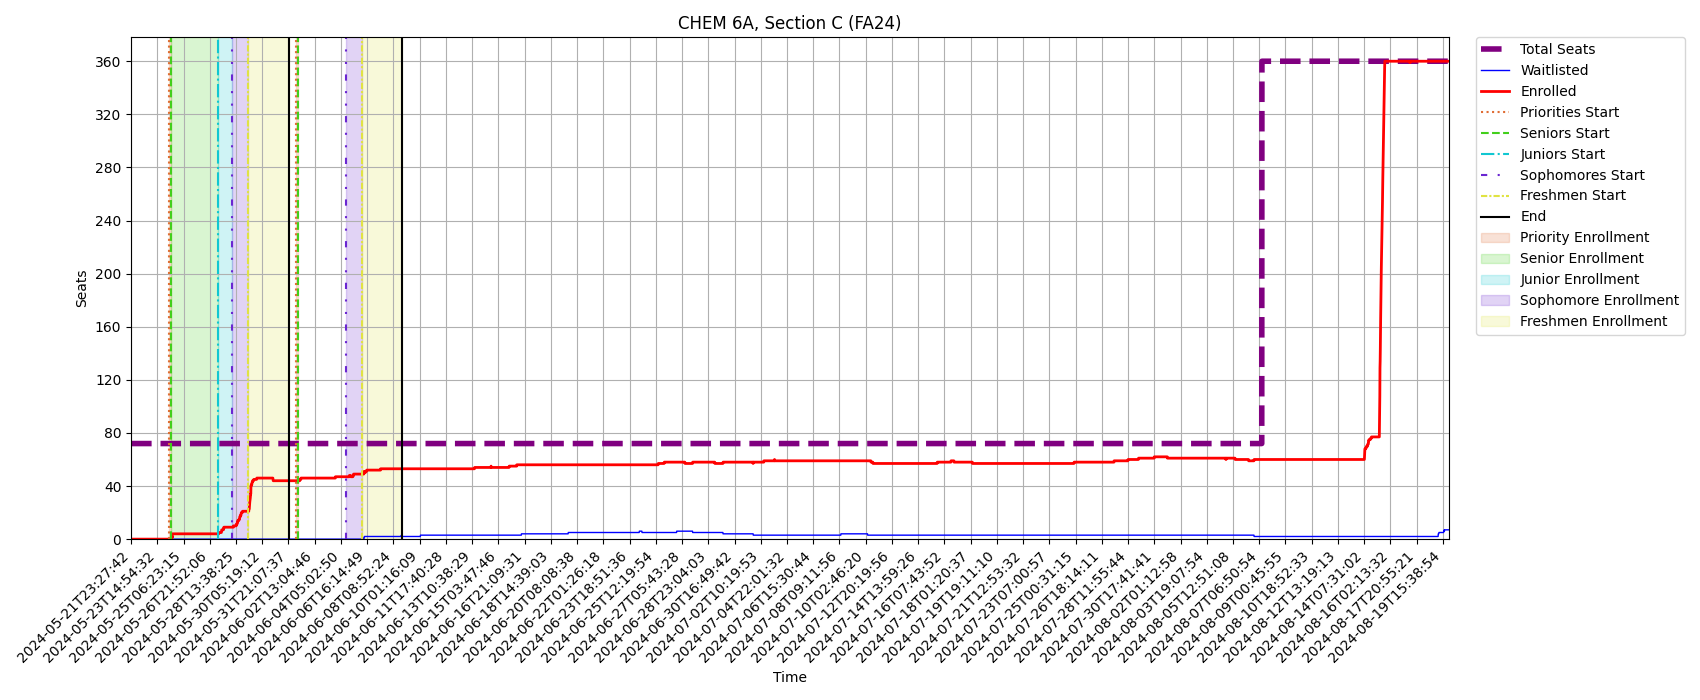 CHEM 6A, Section C (FA24)
Seats
360
320
280
240
200
160
120
80
40
0
2024-05-21T23:27:42
2024-05-23T14:54:32
2024-05-25T06:23:15
2024-05-26T21:52:06
2024-05-28T13:38:25
2024-05-30T05:19:12
2024-05-31T21:07:37
2024-06-02T13:04:46
2024-06-04T05:02:50
2024-06-06T16:14:49
2024-06-08T08:52:24
2024-06-10T01:16:09
2024-06-11T17:40:28
2024-06-13T10:38:29
2024-06-15T03:47:46
2024-06-16T21:09:31
2024-06-18T14:39:03
2024-06-20T08:08:38
2024-06-22T01:26:18
2024-06-23T18:51:36
2024-06-25T12:19:54
2024-06-27T05:43:28
2024-06-28T23:04:03
2024-06-30T16:49:42
2024-07-02T10:19:53
2024-07-04T22:01:32
2024-07-06T15:30:44
2024-07-08T09:11:56
2024-07-10T02:46:20
2024-07-12T20:19:56
2024-07-14T13:59:26
2024-07-16T07:43:52
2024-07-18T01:20:37
2024-07-19T19:11:10
2024-07-21T12:53:32
2024-07-23T07:00:57
2024-07-25T00:31:15
2024-07-26T18:14:11
2024-07-28T11:55:44
2024-07-30T17:41:41
2024-08-02T01:12:58
2024-08-03T19:07:54
2024-08-05T12:51:08
2024-08-07T06:50:54
2024-08-09T00:45:55
2024-08-10T18:52:33
2024-08-12T13:19:13
2024-08-14T07:31:02
2024-08-16T02:13:32
2024-08-17T20:55:21
2024-08-19T15:38:54
Time
Total Seats
Waitlisted
Enrolled
Priorities Start
Seniors Start
Juniors Start
Sophomores Start
Freshmen Start
End
Priority Enrollment
Senior Enrollment
Junior Enrollment
Sophomore Enrollment
Freshmen Enrollment